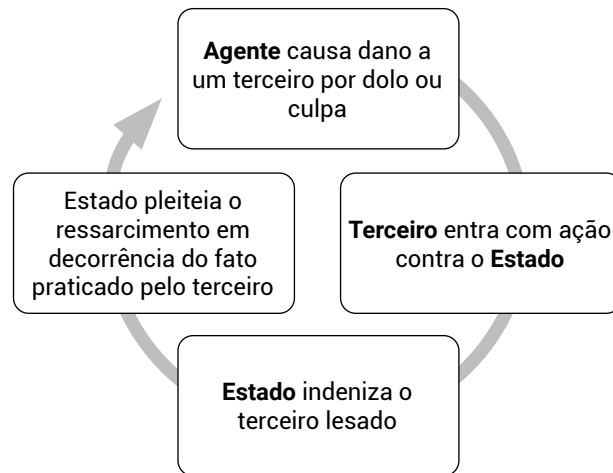 Agente causa dano a
um terceiro por dolo ou
culpa
Terceiro entra com ação
contra o Estado
Estado indeniza o
terceiro lesado
Estado pleiteia o
ressarcimento em
decorrência do fato
praticado pelo terceiro